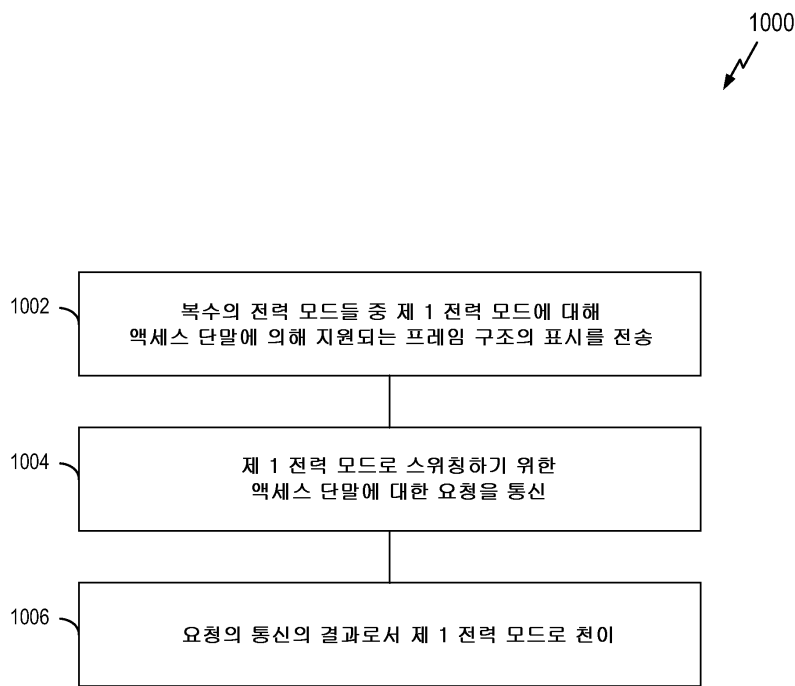 1000
1002
복수의 전력 모드들 중 제 1 전력 모드에 대해
액세스 단말에 의해 지원되는 프레임 구조의 표시를 전송
1004
제 1 전력 모드로 스위칭하기 위한
액세스 단말에 대한 요청을 통신
1006
요청의 통신의 결과로서 제 1 전력 모드로 천이